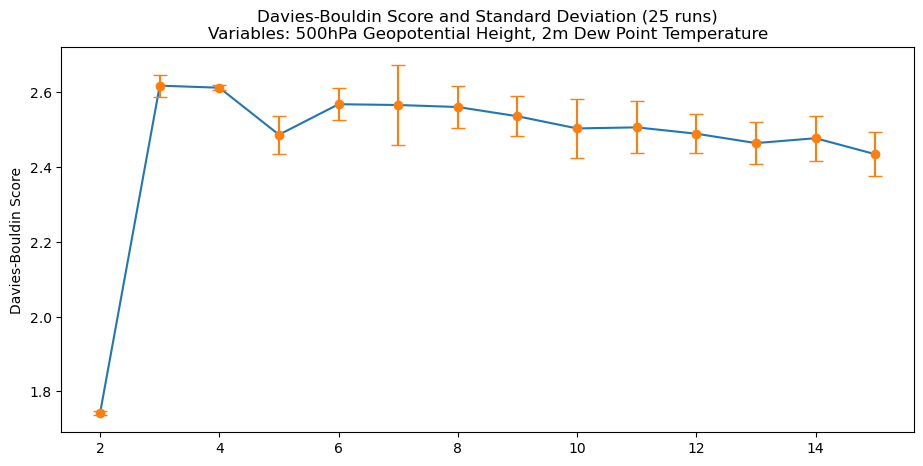 Davies-Bouldin Score and Standard Deviation (25 runs)
Variables: 500hPa Geopotential Height, 2m Dew Point Temperature
Davies-Bouldin Score
2.6
2.4
2.2
2.0
1.8
2 4 6 8 10 12 14